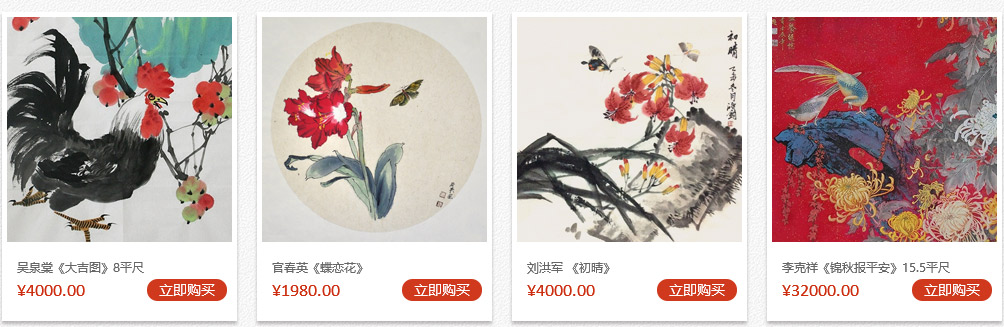 初晴
吴泉棠《大吉图》8平尺
¥4000.00
立即购买
官春英《蝶恋花》
¥1980.00
立即购买
刘洪军 《初晴》
¥4000.00
立即购买
李克祥《锦秋报平安》15.5平尺
¥32000.00
立即购买